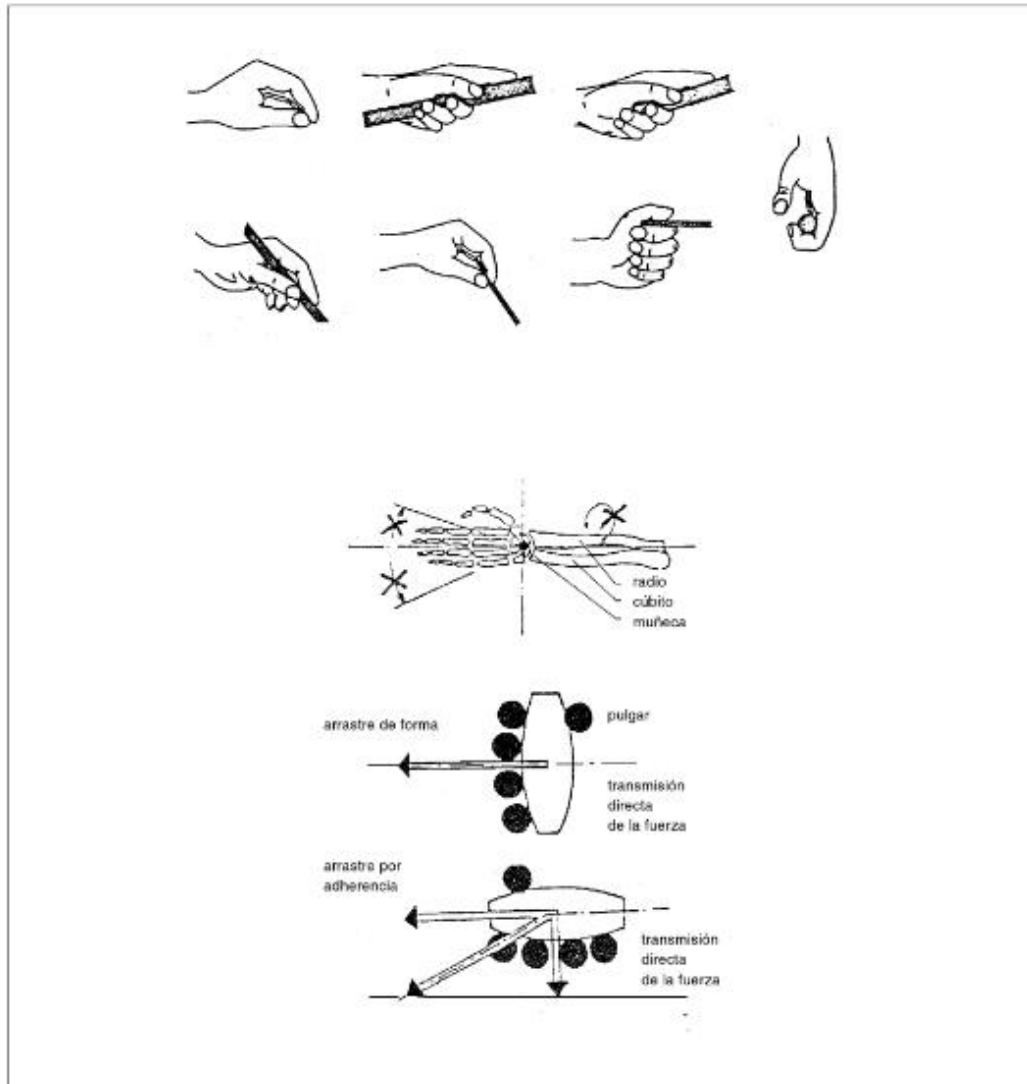 radio
cúbito
muñeca
arrastre de forma
pulgar
transmisión
directa
de la fuerza
arrastre por
adherencia
transmisión
directa
de la fuerza